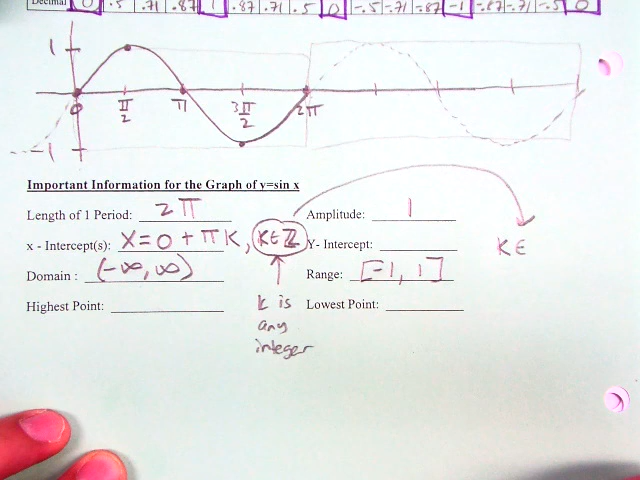 Decimal 0 .5 .71 .87 1 .87 .71 .5 0 -.5 -.71 -.87 -1 -.87 -.71 -.5 0
1
0 π/2 π 3π/2 2π
-1
Important Information for the Graph of y=sin x
Length of 1 Period: 2π Amplitude: 1
x - Intercept(s): X=0+πK, K∈ℤ Y- Intercept: K∈
Domain : (-∞,∞) Range: [-1, 1]
Highest Point: Lowest Point:
k is
any
integer